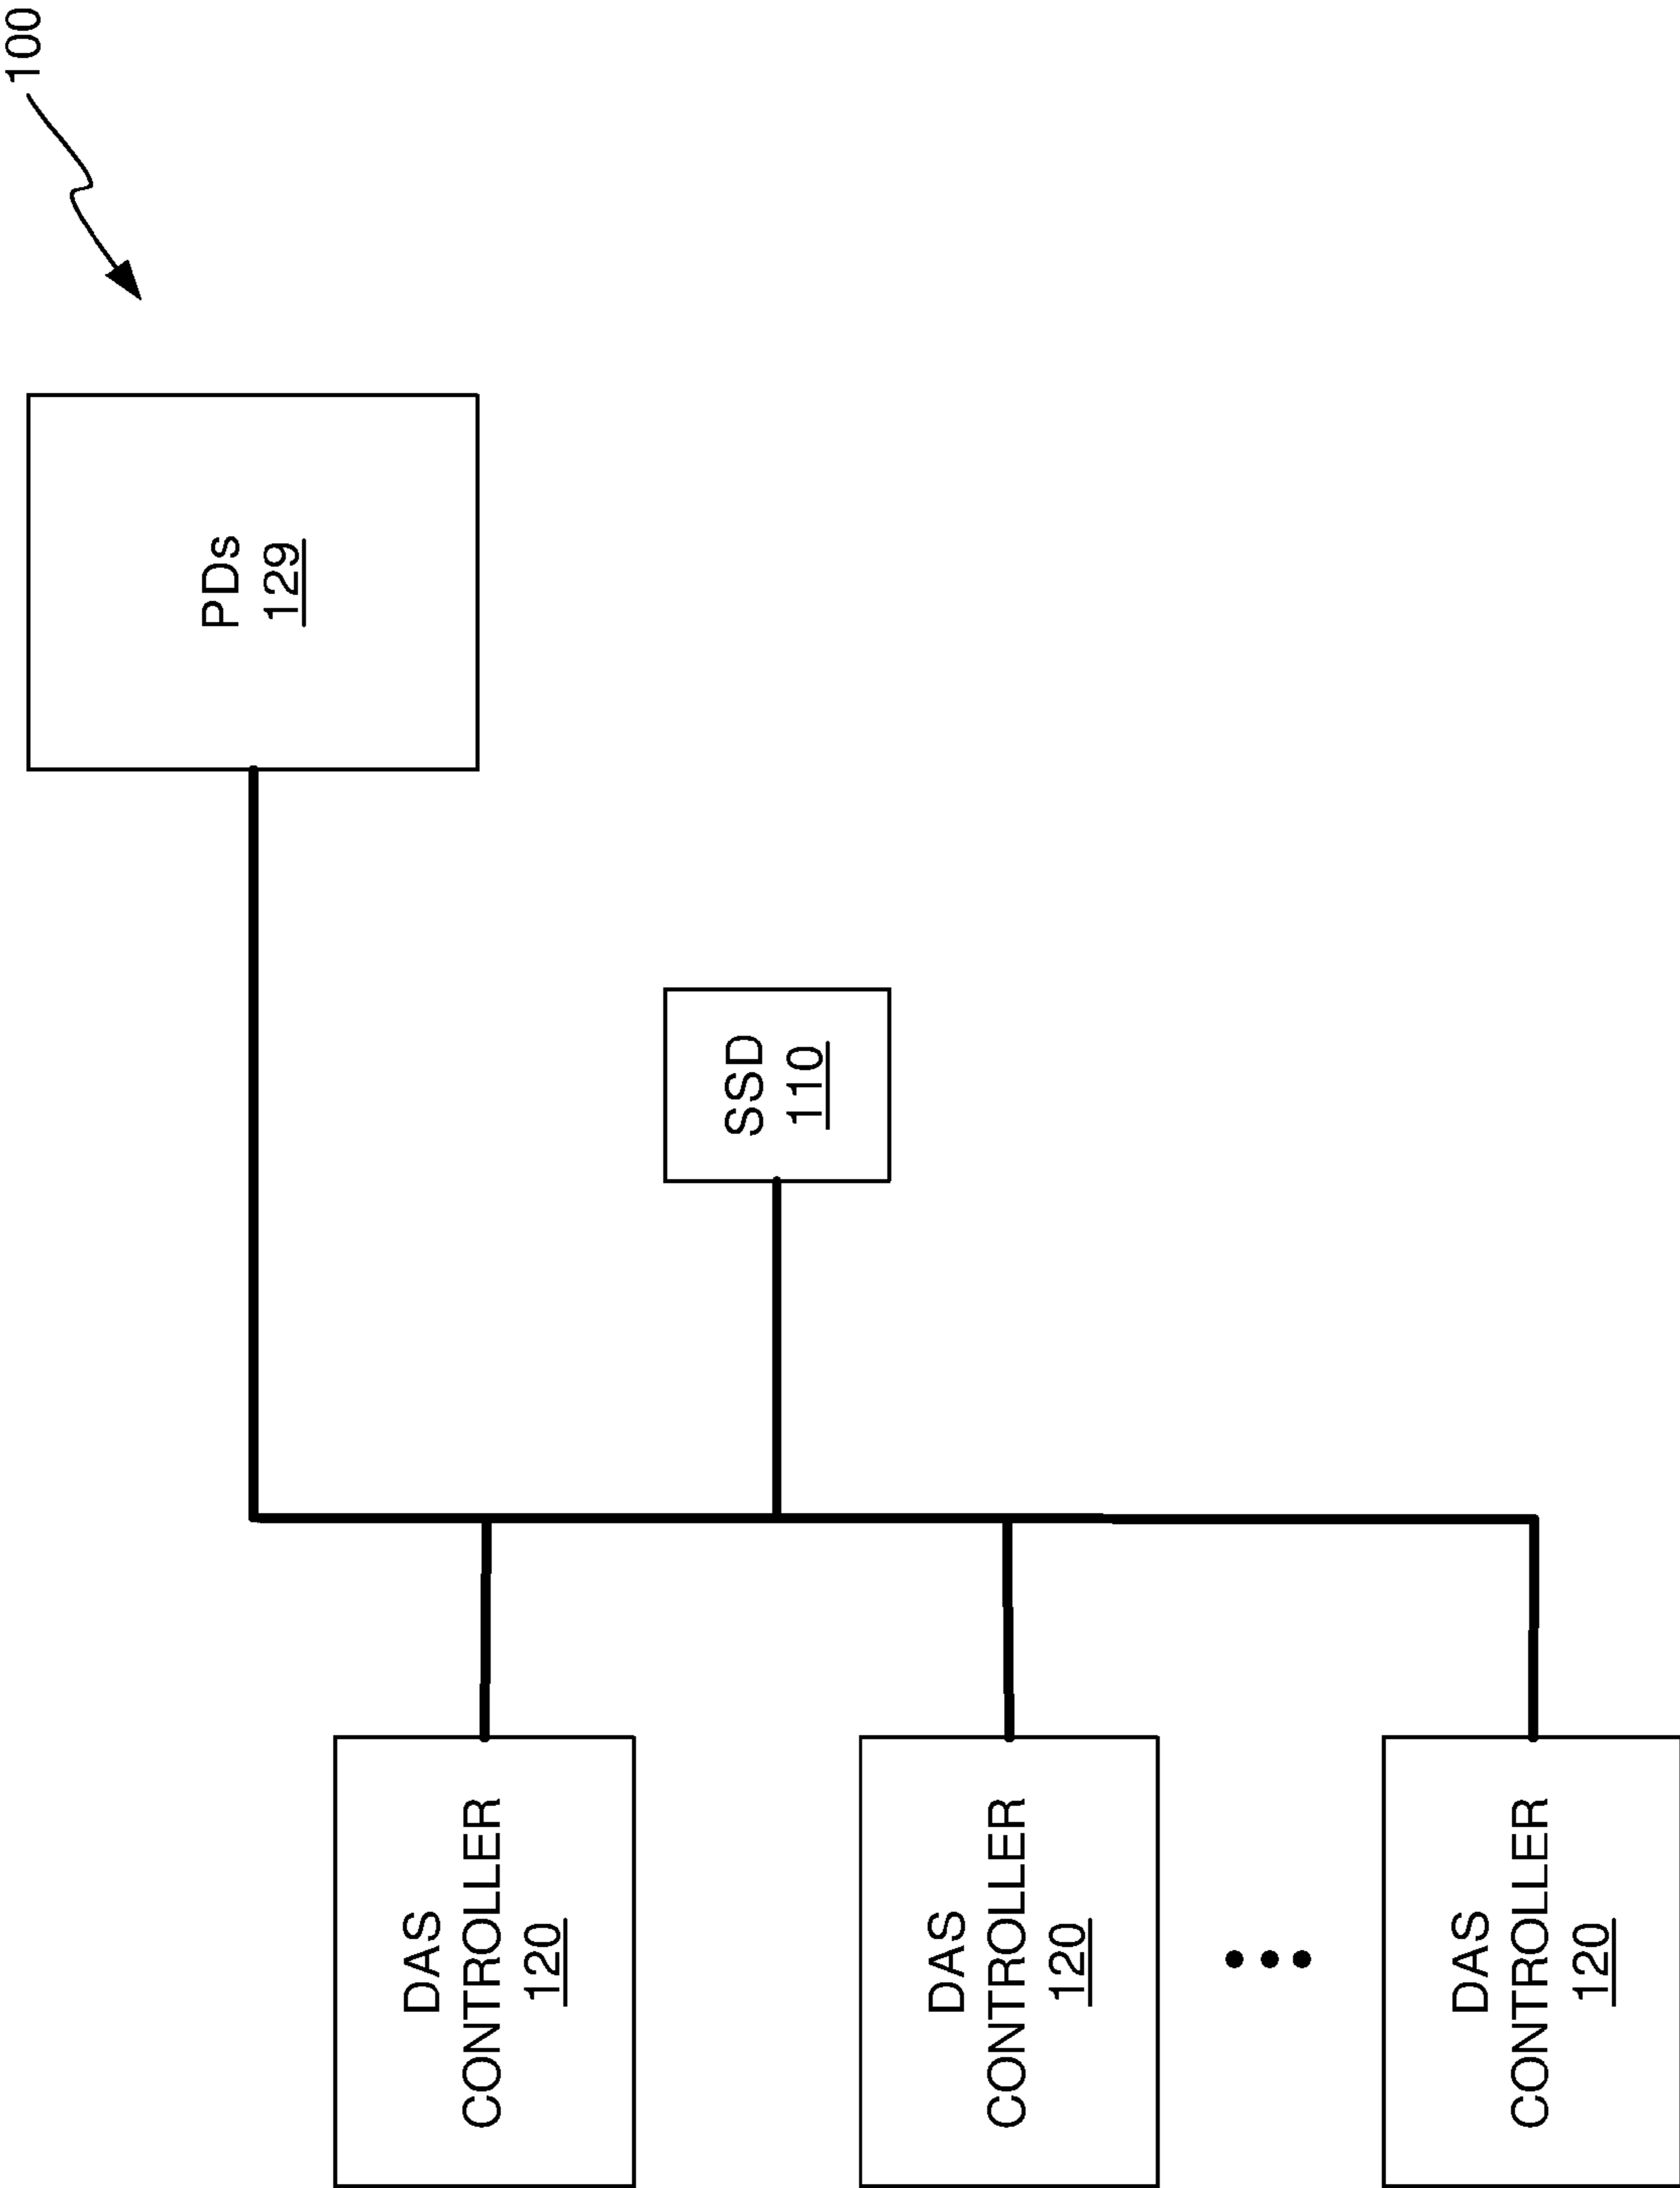 100
PDs
129
SSD
110
DAS
CONTROLLER
120
DAS
CONTROLLER
120
DAS
CONTROLLER
120